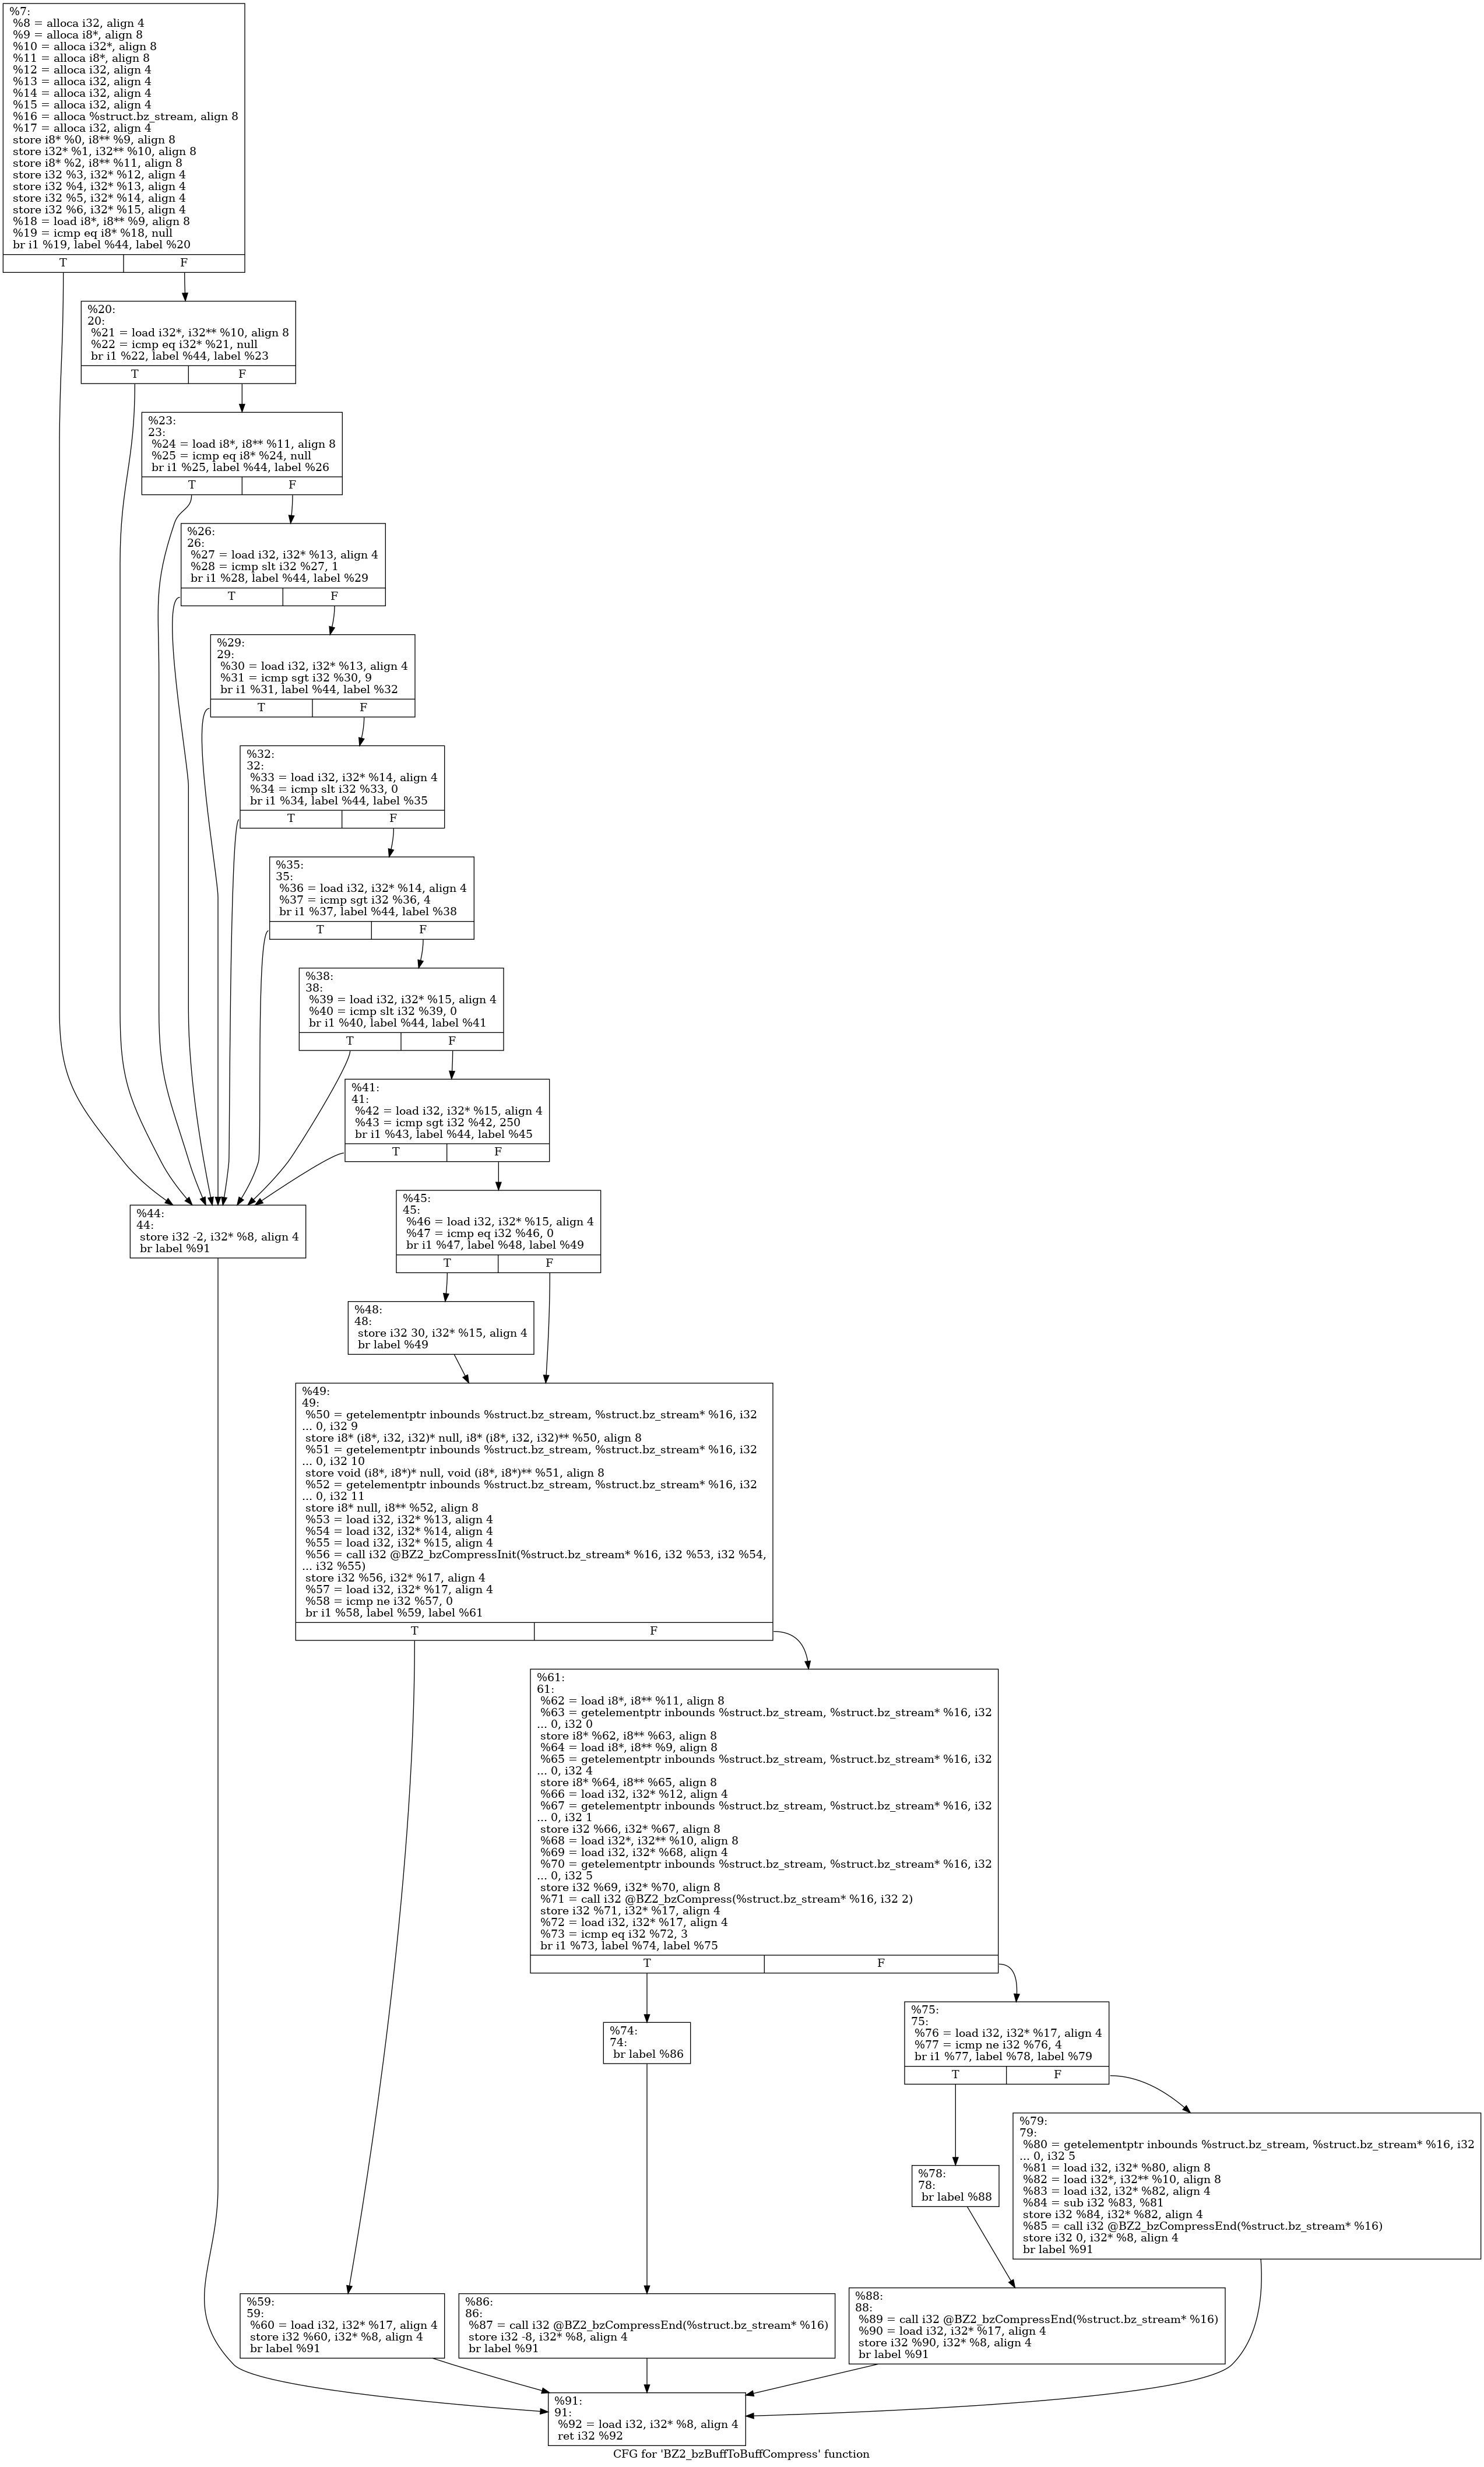 %7:
%8 = alloca i32, align 4
%9 = alloca i8*, align 8
%10 = alloca i32*, align 8
%11 = alloca i8*, align 8
%12 = alloca i32, align 4
%13 = alloca i32, align 4
%14 = alloca i32, align 4
%15 = alloca i32, align 4
%16 = alloca %struct.bz_stream, align 8
%17 = alloca i32, align 4
store i8* %0, i8** %9, align 8
store i32* %1, i32** %10, align 8
store i8* %2, i8** %11, align 8
store i32 %3, i32* %12, align 4
store i32 %4, i32* %13, align 4
store i32 %5, i32* %14, align 4
store i32 %6, i32* %15, align 4
%18 = load i8*, i8** %9, align 8
%19 = icmp eq i8* %18, null
br i1 %19, label %44, label %20
T F
%20:
20:
%21 = load i32*, i32** %10, align 8
%22 = icmp eq i32* %21, null
br i1 %22, label %44, label %23
T F
%23:
23:
%24 = load i8*, i8** %11, align 8
%25 = icmp eq i8* %24, null
br i1 %25, label %44, label %26
T F
%26:
26:
%27 = load i32, i32* %13, align 4
%28 = icmp slt i32 %27, 1
br i1 %28, label %44, label %29
T F
%29:
29:
%30 = load i32, i32* %13, align 4
%31 = icmp sgt i32 %30, 9
br i1 %31, label %44, label %32
T F
%32:
32:
%33 = load i32, i32* %14, align 4
%34 = icmp slt i32 %33, 0
br i1 %34, label %44, label %35
T F
%35:
35:
%36 = load i32, i32* %14, align 4
%37 = icmp sgt i32 %36, 4
br i1 %37, label %44, label %38
T F
%38:
38:
%39 = load i32, i32* %15, align 4
%40 = icmp slt i32 %39, 0
br i1 %40, label %44, label %41
T F
%41:
41:
%42 = load i32, i32* %15, align 4
%43 = icmp sgt i32 %42, 250
br i1 %43, label %44, label %45
T F
%44:
44:
store i32 -2, i32* %8, align 4
br label %91
%45:
45:
%46 = load i32, i32* %15, align 4
%47 = icmp eq i32 %46, 0
br i1 %47, label %48, label %49
T F
%48:
48:
store i32 30, i32* %15, align 4
br label %49
%49:
49:
%50 = getelementptr inbounds %struct.bz_stream, %struct.bz_stream* %16, i32
... 0, i32 9
store i8* (i8*, i32, i32)* null, i8* (i8*, i32, i32)** %50, align 8
%51 = getelementptr inbounds %struct.bz_stream, %struct.bz_stream* %16, i32
... 0, i32 10
store void (i8*, i8*)* null, void (i8*, i8*)** %51, align 8
%52 = getelementptr inbounds %struct.bz_stream, %struct.bz_stream* %16, i32
... 0, i32 11
store i8* null, i8** %52, align 8
%53 = load i32, i32* %13, align 4
%54 = load i32, i32* %14, align 4
%55 = load i32, i32* %15, align 4
%56 = call i32 @BZ2_bzCompressInit(%struct.bz_stream* %16, i32 %53, i32 %54,
... i32 %55)
store i32 %56, i32* %17, align 4
%57 = load i32, i32* %17, align 4
%58 = icmp ne i32 %57, 0
br i1 %58, label %59, label %61
T F
%61:
61:
%62 = load i8*, i8** %11, align 8
%63 = getelementptr inbounds %struct.bz_stream, %struct.bz_stream* %16, i32
... 0, i32 0
store i8* %62, i8** %63, align 8
%64 = load i8*, i8** %9, align 8
%65 = getelementptr inbounds %struct.bz_stream, %struct.bz_stream* %16, i32
... 0, i32 4
store i8* %64, i8** %65, align 8
%66 = load i32, i32* %12, align 4
%67 = getelementptr inbounds %struct.bz_stream, %struct.bz_stream* %16, i32
... 0, i32 1
store i32 %66, i32* %67, align 8
%68 = load i32*, i32** %10, align 8
%69 = load i32, i32* %68, align 4
%70 = getelementptr inbounds %struct.bz_stream, %struct.bz_stream* %16, i32
... 0, i32 5
store i32 %69, i32* %70, align 8
%71 = call i32 @BZ2_bzCompress(%struct.bz_stream* %16, i32 2)
store i32 %71, i32* %17, align 4
%72 = load i32, i32* %17, align 4
%73 = icmp eq i32 %72, 3
br i1 %73, label %74, label %75
T F
%74:
74:
br label %86
%75:
75:
%76 = load i32, i32* %17, align 4
%77 = icmp ne i32 %76, 4
br i1 %77, label %78, label %79
T F
%78:
78:
br label %88
%79:
79:
%80 = getelementptr inbounds %struct.bz_stream, %struct.bz_stream* %16, i32
... 0, i32 5
%81 = load i32, i32* %80, align 8
%82 = load i32*, i32** %10, align 8
%83 = load i32, i32* %82, align 4
%84 = sub i32 %83, %81
store i32 %84, i32* %82, align 4
%85 = call i32 @BZ2_bzCompressEnd(%struct.bz_stream* %16)
store i32 0, i32* %8, align 4
br label %91
%59:
59:
%60 = load i32, i32* %17, align 4
store i32 %60, i32* %8, align 4
br label %91
%86:
86:
%87 = call i32 @BZ2_bzCompressEnd(%struct.bz_stream* %16)
store i32 -8, i32* %8, align 4
br label %91
%88:
88:
%89 = call i32 @BZ2_bzCompressEnd(%struct.bz_stream* %16)
%90 = load i32, i32* %17, align 4
store i32 %90, i32* %8, align 4
br label %91
%91:
91:
%92 = load i32, i32* %8, align 4
ret i32 %92
CFG for 'BZ2_bzBuffToBuffCompress' function